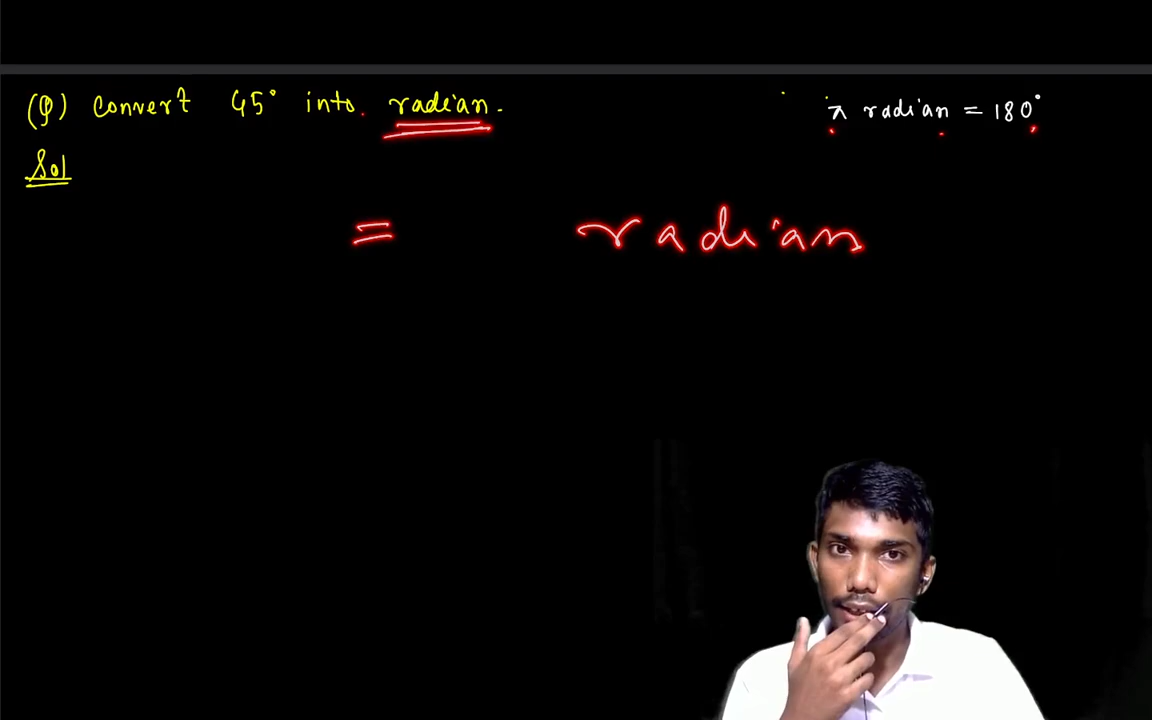 (Q) Convert 45° into radian.
π radian = 180°
Sol
= radian